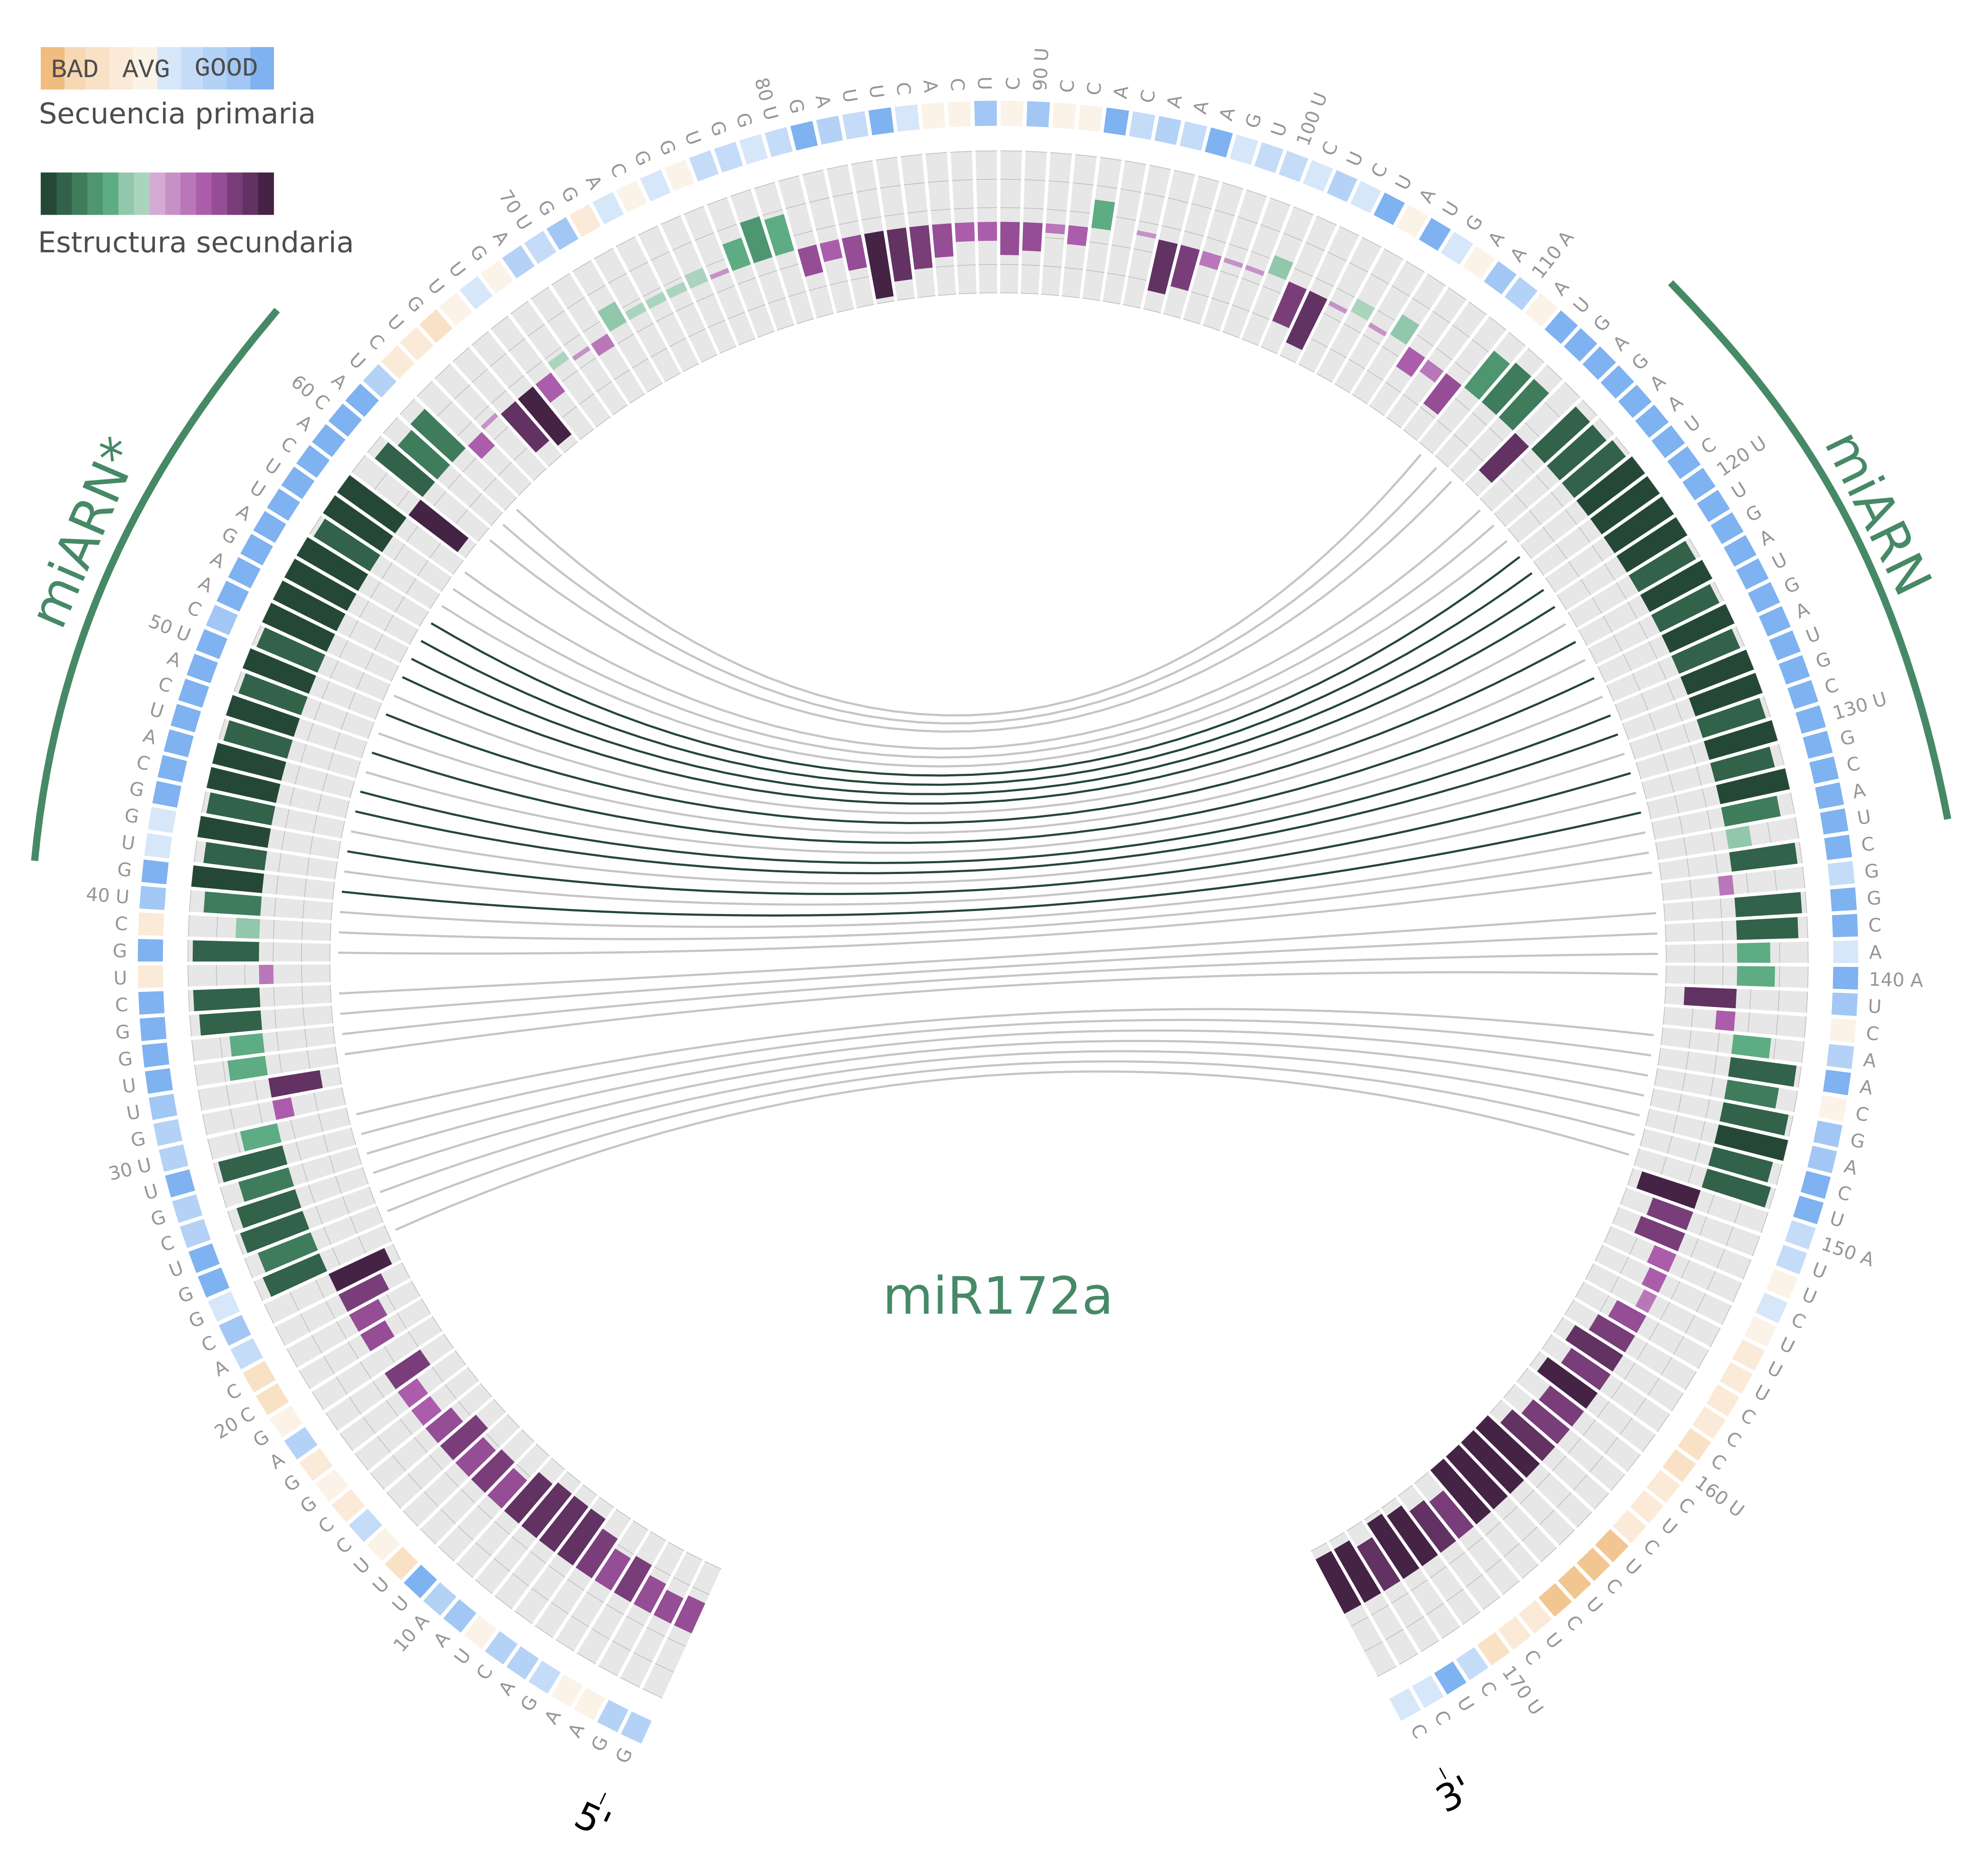 BAD AVG GOOD
Secuencia primaria
Estructura secundaria
miARN*
miARN
miR172a
5'
3'
G G A A G A C U A 10 A
U U U C C G G A G 20 C
C A C G G U C G U 30 U
G U U G G C U G C 40 U
G U G G C A U C A 50 U
C A A G A U U C A 60 C
A U C U G U U G A 70 U
G G A C G G U G G 80 U
G A U U C A C U C 90 U
C C A C A A A G U 100 U
C U C U A U G A A 110 A
A U G A G A A U C 120 U
U G A U G A U G C 130 U
G C A U C G G C A 140 A
U C A A C G A C U 150 A
U U C U U U C C C 160 U
C U C U C U C U C 170 U
C U C C